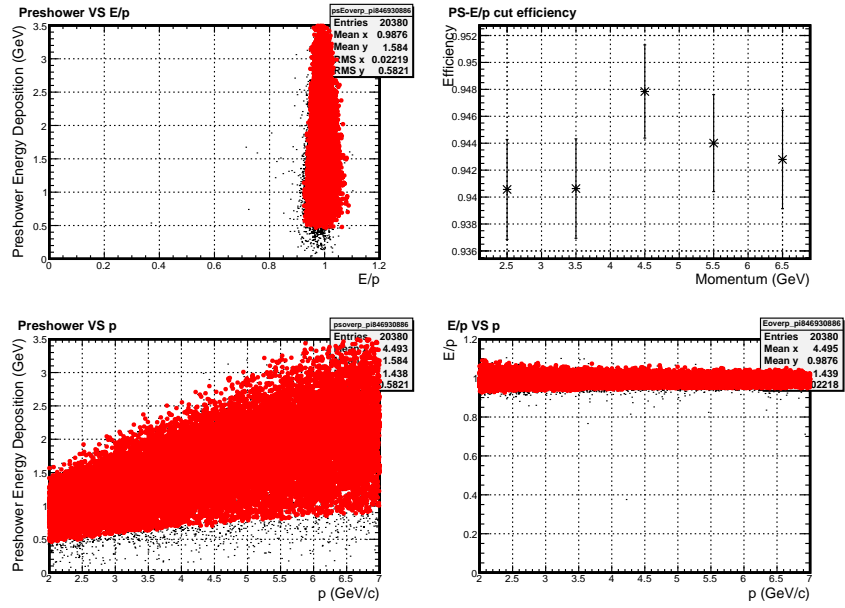 Preshower VS E/p
psEoverp_pi846930886
Entries 20380
Mean x 0.9876
Mean y 1.584
RMS x 0.02219
RMS y 0.5821
Preshower Energy Deposition (GeV)
3.5
3
2.5
2
1.5
1
0.5
0
0 0.2 0.4 0.6 0.8 1 1.2
E/p
PS-E/p cut efficiency
Efficiency
0.952
0.948
0.944
0.942
0.94
0.938
0.936
2.5 3 3.5 4 4.5 5 5.5 6 6.5
Momentum (GeV)
Preshower VS p
psoverp_pi846930886
Entries 20380
4.493
1.584
1.438
0.5821
Preshower Energy Deposition (GeV)
3.5
3
2.5
2
1.5
1
0.5
0
2 2.5 3 3.5 4 4.5 5 5.5 6 6.5 7
p (GeV/c)
E/p VS p
Eoverp_pi846930886
Entries 20380
Mean x 4.495
Mean y 0.9876
1.439
02218
E/p
1.2
1
0.8
0.6
0.4
0.2
0
2 2.5 3 3.5 4 4.5 5 5.5 6 6.5 7
p (GeV/c)